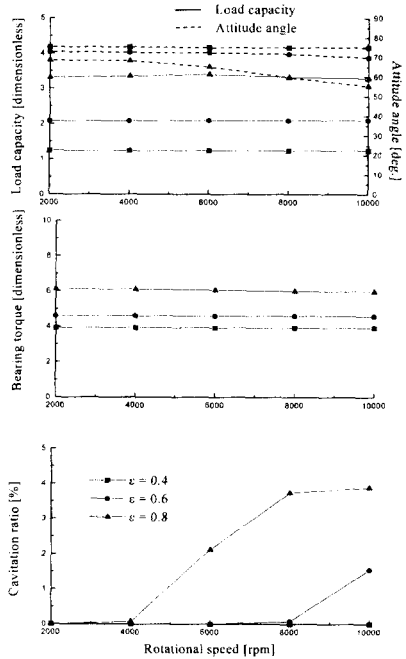 Load capacity
Attitude angle
Load capacity [dimensionless]
5
4
3
2
1
0
Attitude angle [deg.]
90
80
70
60
50
40
30
20
10
0
2000 4000 6000 8000 10000
Bearing torque [dimensionless]
10
8
6
4
2
0
2000 4000 6000 8000 10000
Cavitation ratio [%]
5
4
3
2
1
0
ε = 0.4
ε = 0.6
ε = 0.8
2000 4000 6000 8000 10000
Rotational speed [rpm]